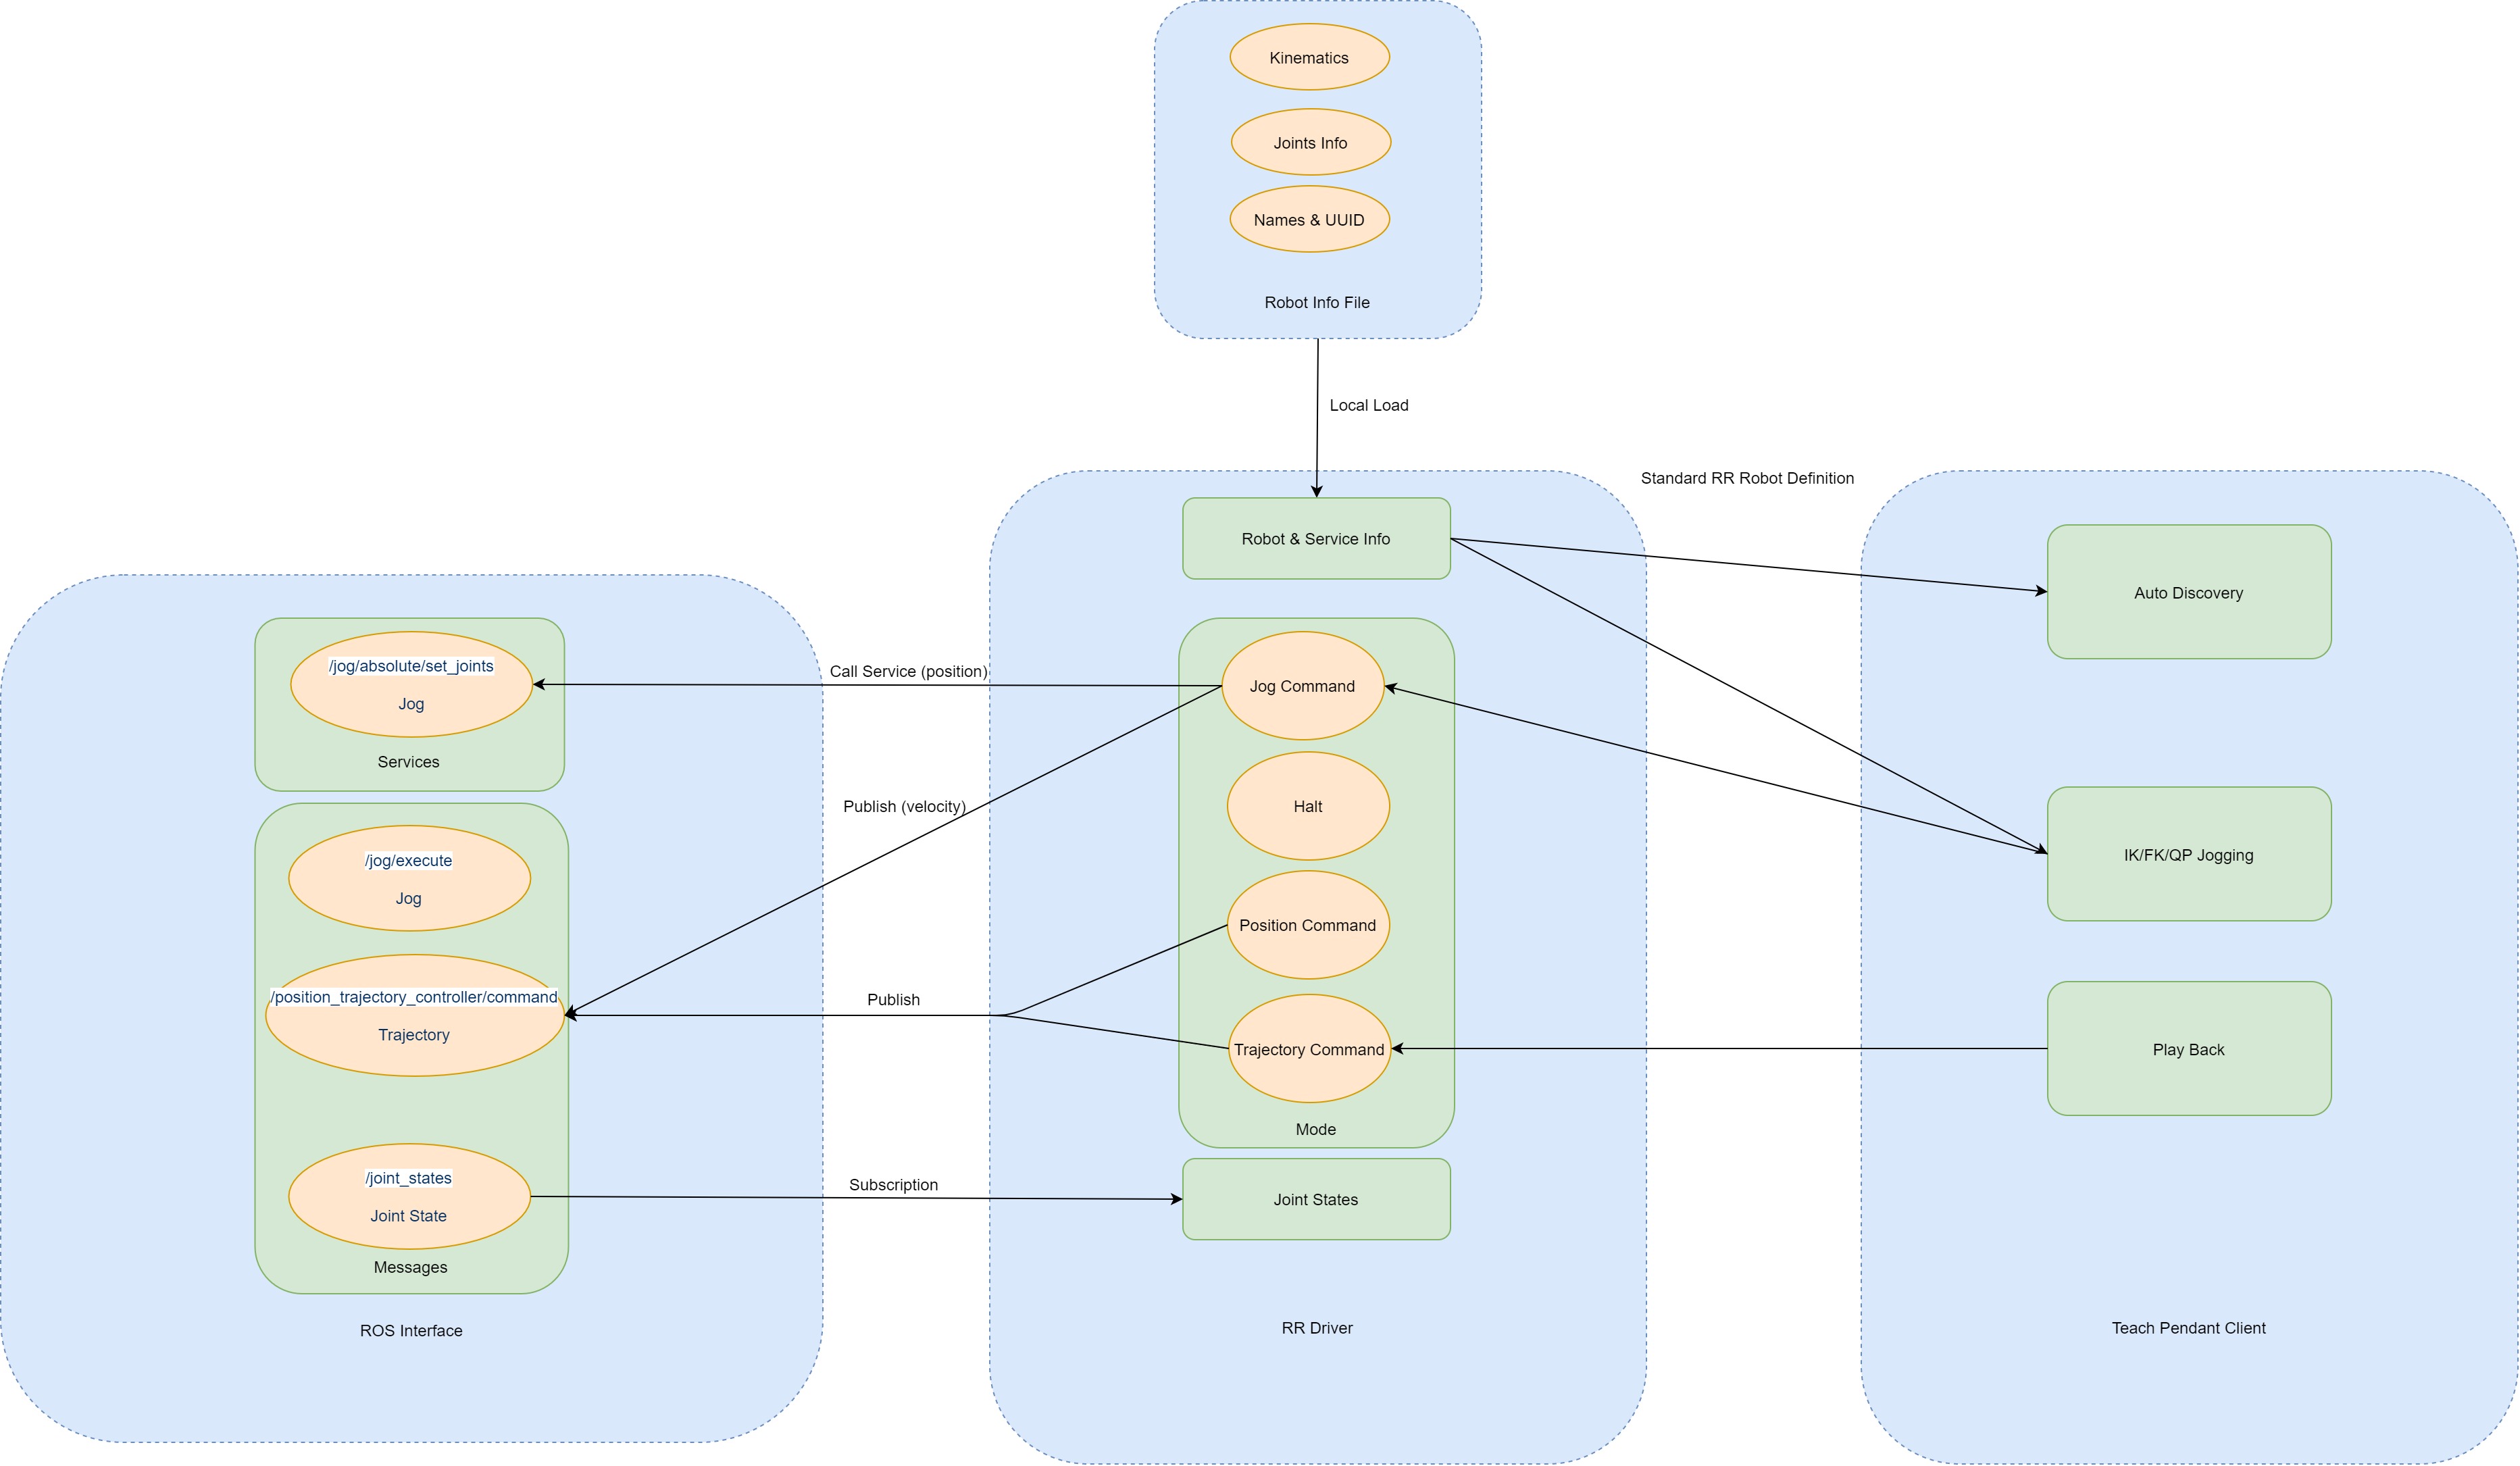 Kinematics
Joints Info
Names & UUID
Robot Info File
Local Load
Standard RR Robot Definition
Robot & Service Info
Auto Discovery
/jog/absolute/set_joints
Jog
Services
Call Service (position)
Jog Command
Publish (velocity)
Halt
IK/FK/QP Jogging
/jog/execute
Jog
Position Command
/position_trajectory_controller/command
Trajectory
Publish
Trajectory Command
Play Back
Mode
/joint_states
Joint State
Subscription
Joint States
Messages
ROS Interface
RR Driver
Teach Pendant Client